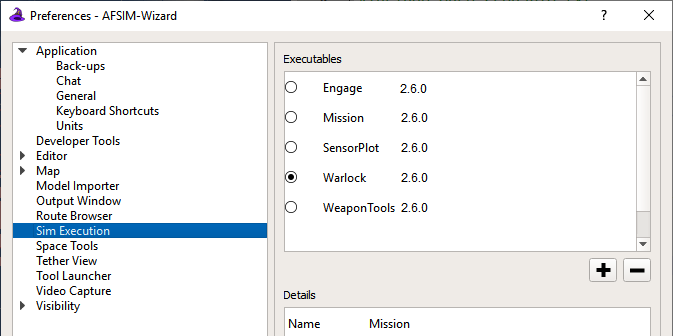 Preferences - AFSIM-Wizard ?
Application
Back-ups
Chat
General
Keyboard Shortcuts
Units
Developer Tools
Editor
Map
Model Importer
Output Window
Route Browser
Sim Execution
Space Tools
Tether View
Tool Launcher
Video Capture
Visibility
Executables
Engage 2.6.0
Mission 2.6.0
SensorPlot 2.6.0
Warlock 2.6.0
WeaponTools 2.6.0
Details
Name Mission